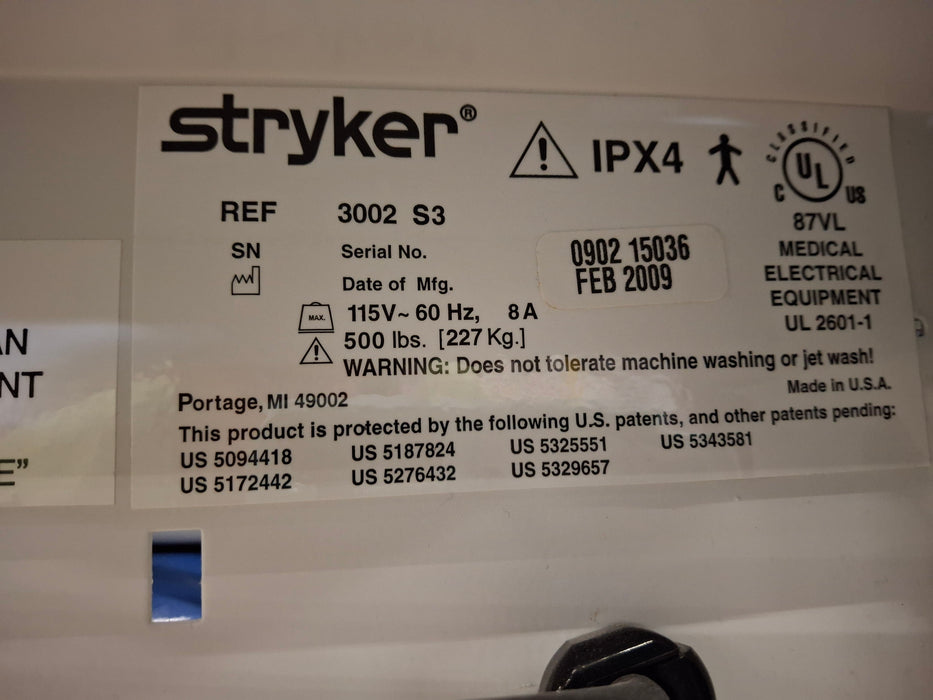 stryker®
IPX4
CLASSIFIED
C UL US
REF 3002 S3
87VL
SN Serial No. 0902 15036
MEDICAL
Date of Mfg. FEB 2009
ELECTRICAL
MAX. 115V~ 60 Hz, 8A
EQUIPMENT
500 lbs. [227 Kg.]
UL 2601-1
WARNING: Does not tolerate machine washing or jet wash!
Made in U.S.A.
Portage, MI 49002
This product is protected by the following U.S. patents, and other patents pending:
US 5094418 US 5187824 US 5325551 US 5343581
US 5172442 US 5276432 US 5329657
AN
NT
E”